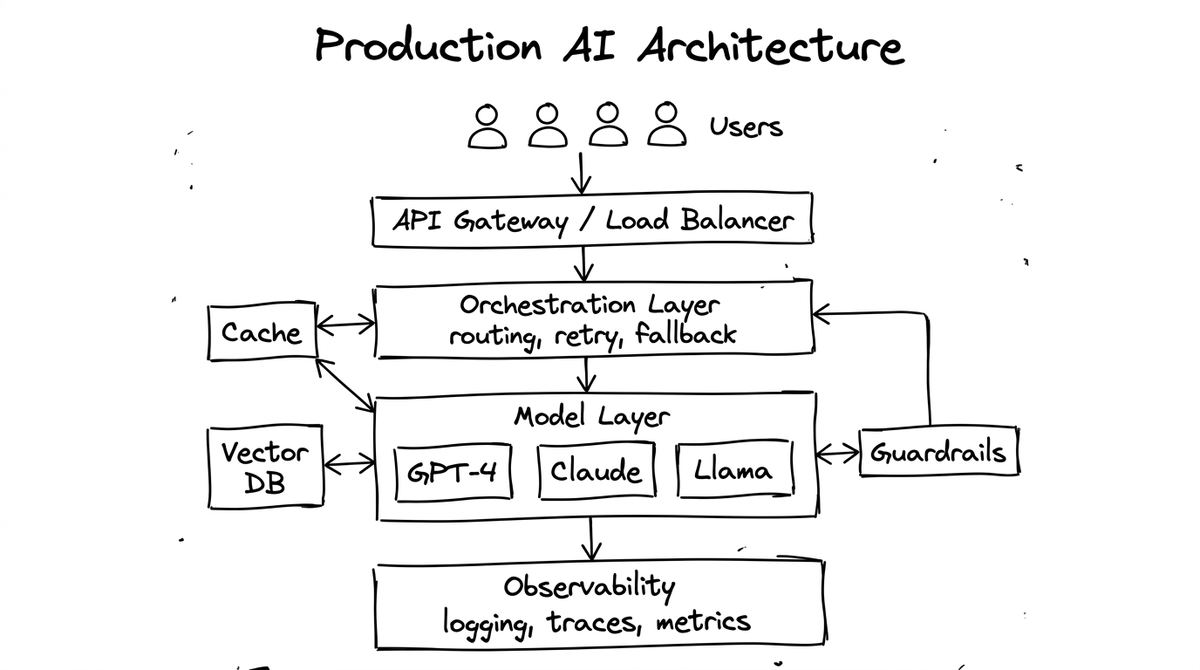 Production AI Architecture
Users
API Gateway / Load Balancer
Orchestration Layer
routing, retry, fallback
Cache
Model Layer
Vector
DB
GPT-4
Claude
Llama
Guardrails
Observability
logging, traces, metrics